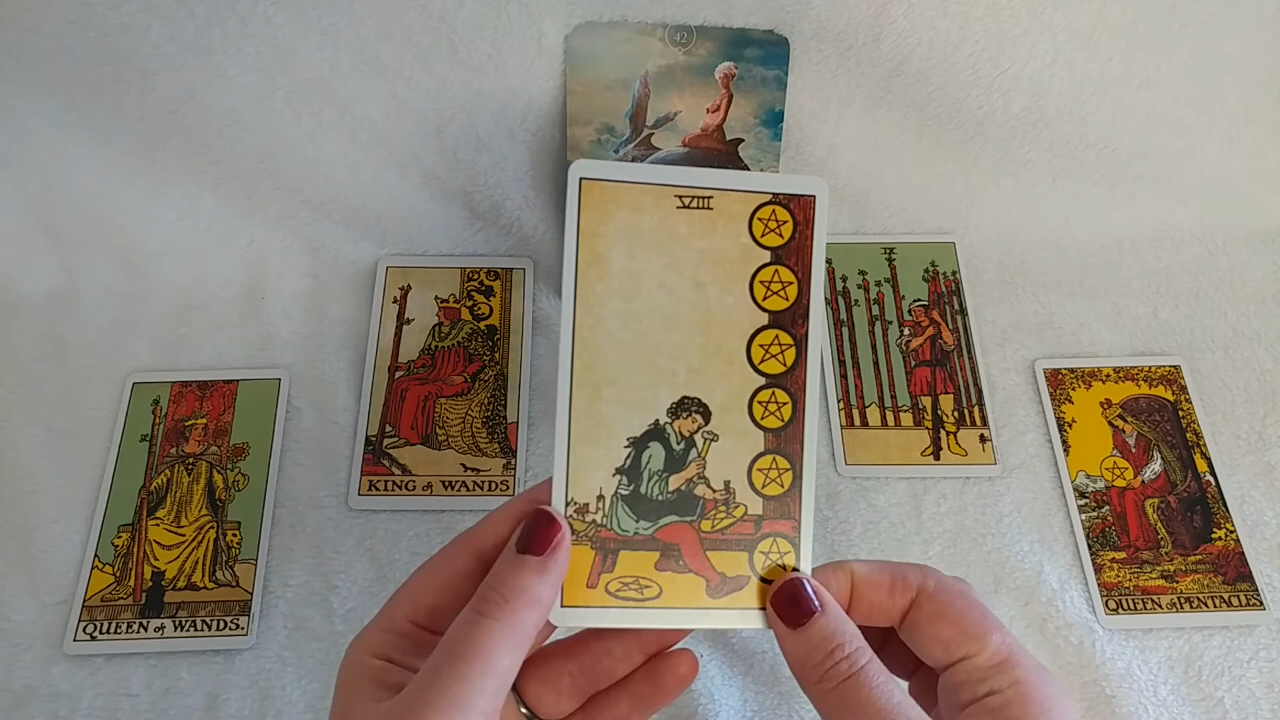 42
VIII
IX
KING of WANDS
QUEEN of WANDS.
QUEEN of PENTACLES